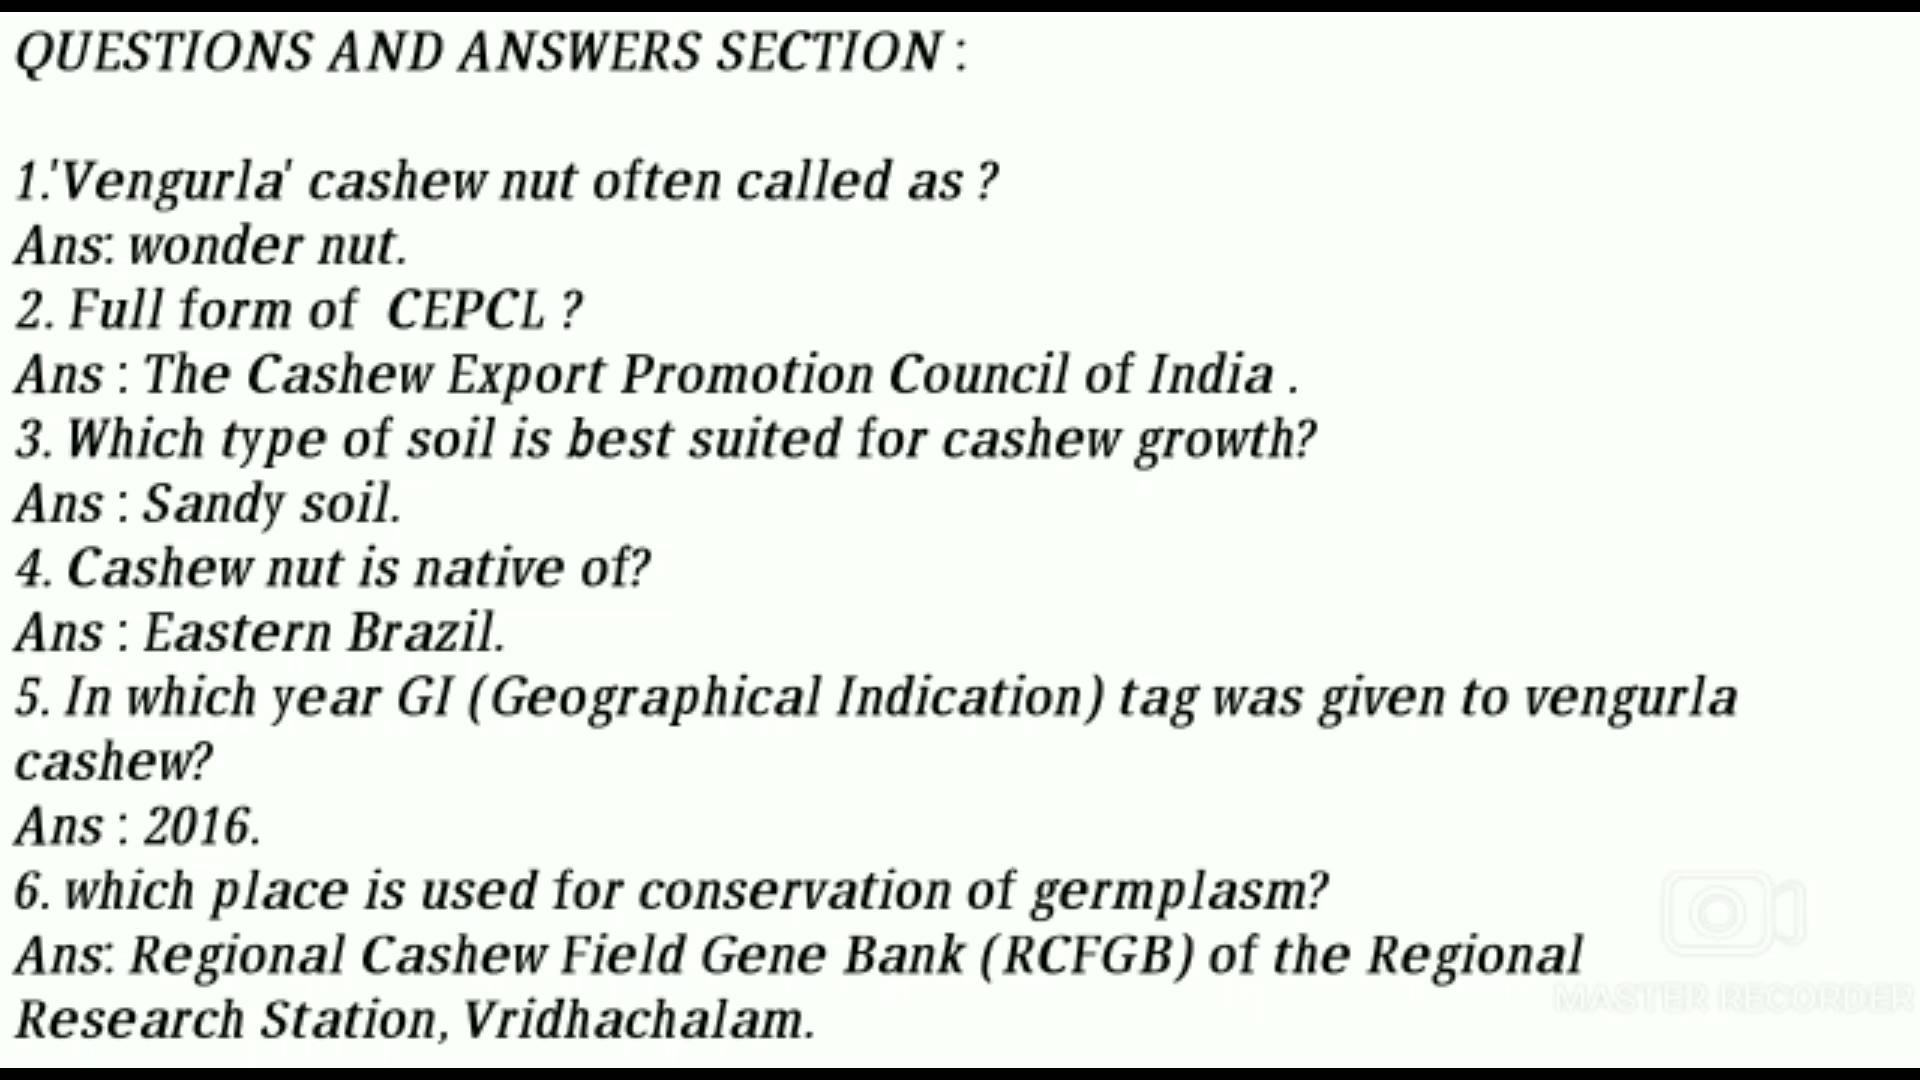 QUESTIONS AND ANSWERS SECTION :
1.'Vengurla' cashew nut often called as ?
Ans: wonder nut.
2. Full form of  CEPCL ?
Ans : The Cashew Export Promotion Council of India .
3. Which type of soil is best suited for cashew growth?
Ans : Sandy soil.
4. Cashew nut is native of?
Ans : Eastern Brazil.
5. In which year GI (Geographical Indication) tag was given to vengurla
cashew?
Ans : 2016.
6. which place is used for conservation of germplasm?
Ans: Regional Cashew Field Gene Bank (RCFGB) of the Regional
Research Station, Vridhachalam.
MASTER RECORDER